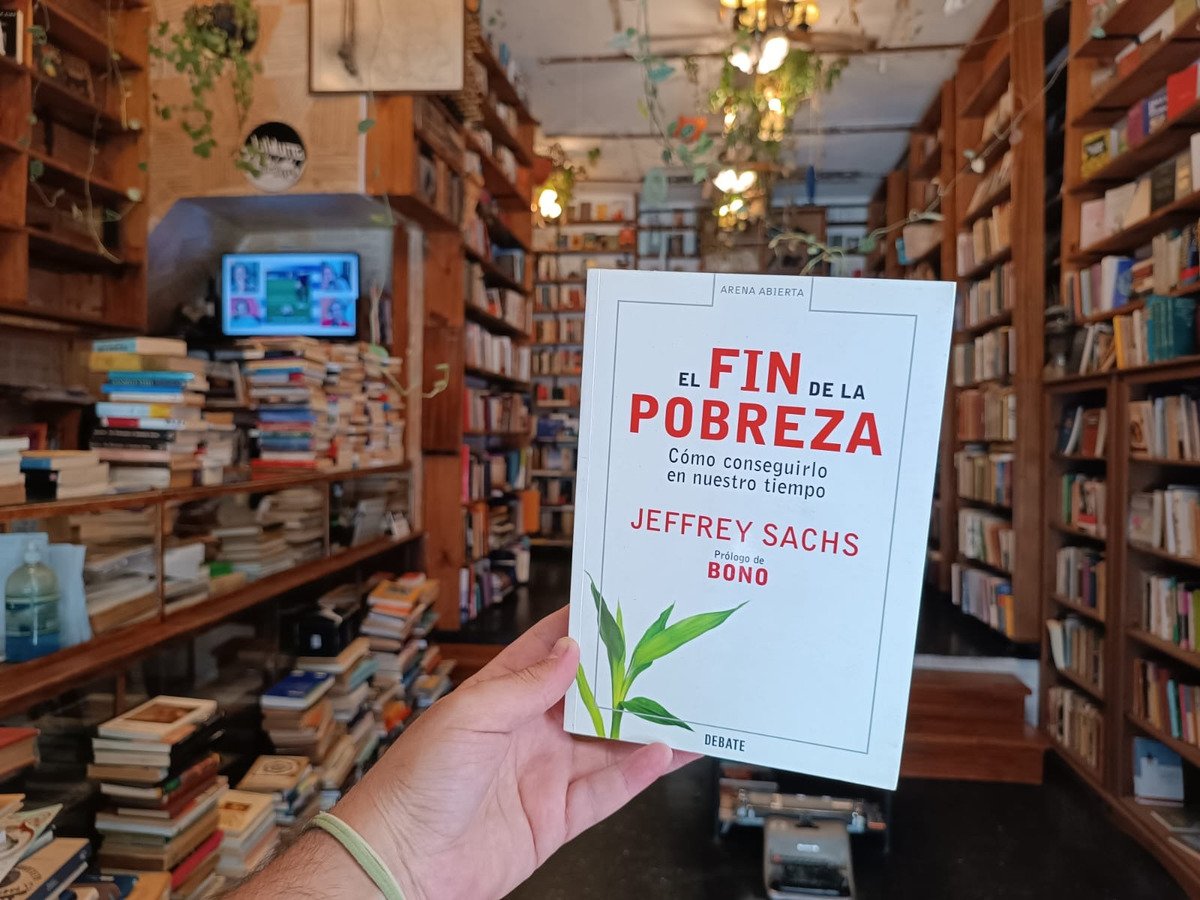 ARENA ABIERTA
EL FIN DE LA
POBREZA
Cómo conseguirlo
en nuestro tiempo
JEFFREY SACHS
Prólogo de
BONO
DEBATE